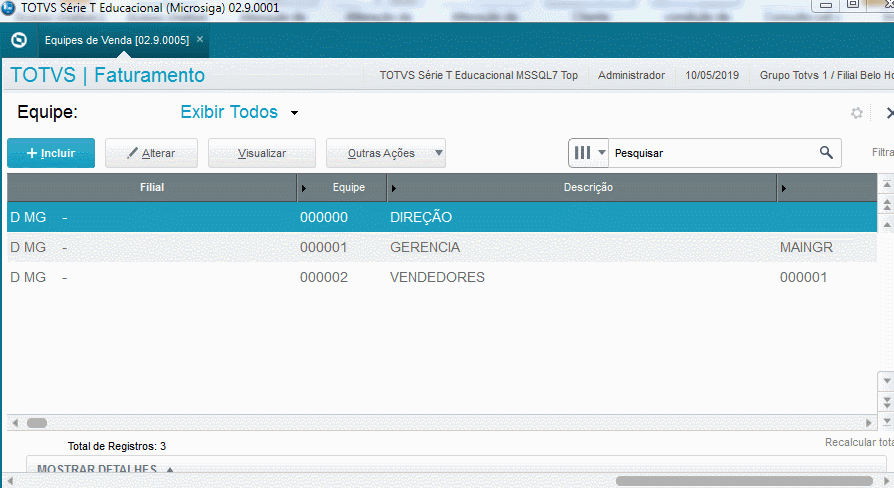 TOTVS Série T Educacional (Microsiga) 02.9.0001
Equipes de Venda [02.9.0005] ×
TOTVS | Faturamento
TOTVS Série T Educacional MSSQL7 Top
Administrador
10/05/2019
Grupo Totvs 1 / Filial Belo Ho
Equipe:
Exibir Todos
+ Incluir
Alterar
Visualizar
Outras Ações
Pesquisar
Filtra
Filial Equipe Descrição
D MG - 000000 DIREÇÃO
D MG - 000001 GERENCIA MAINGR
D MG - 000002 VENDEDORES 000001
Total de Registros: 3
Recalcular tota
MOSTRAR DETALHES